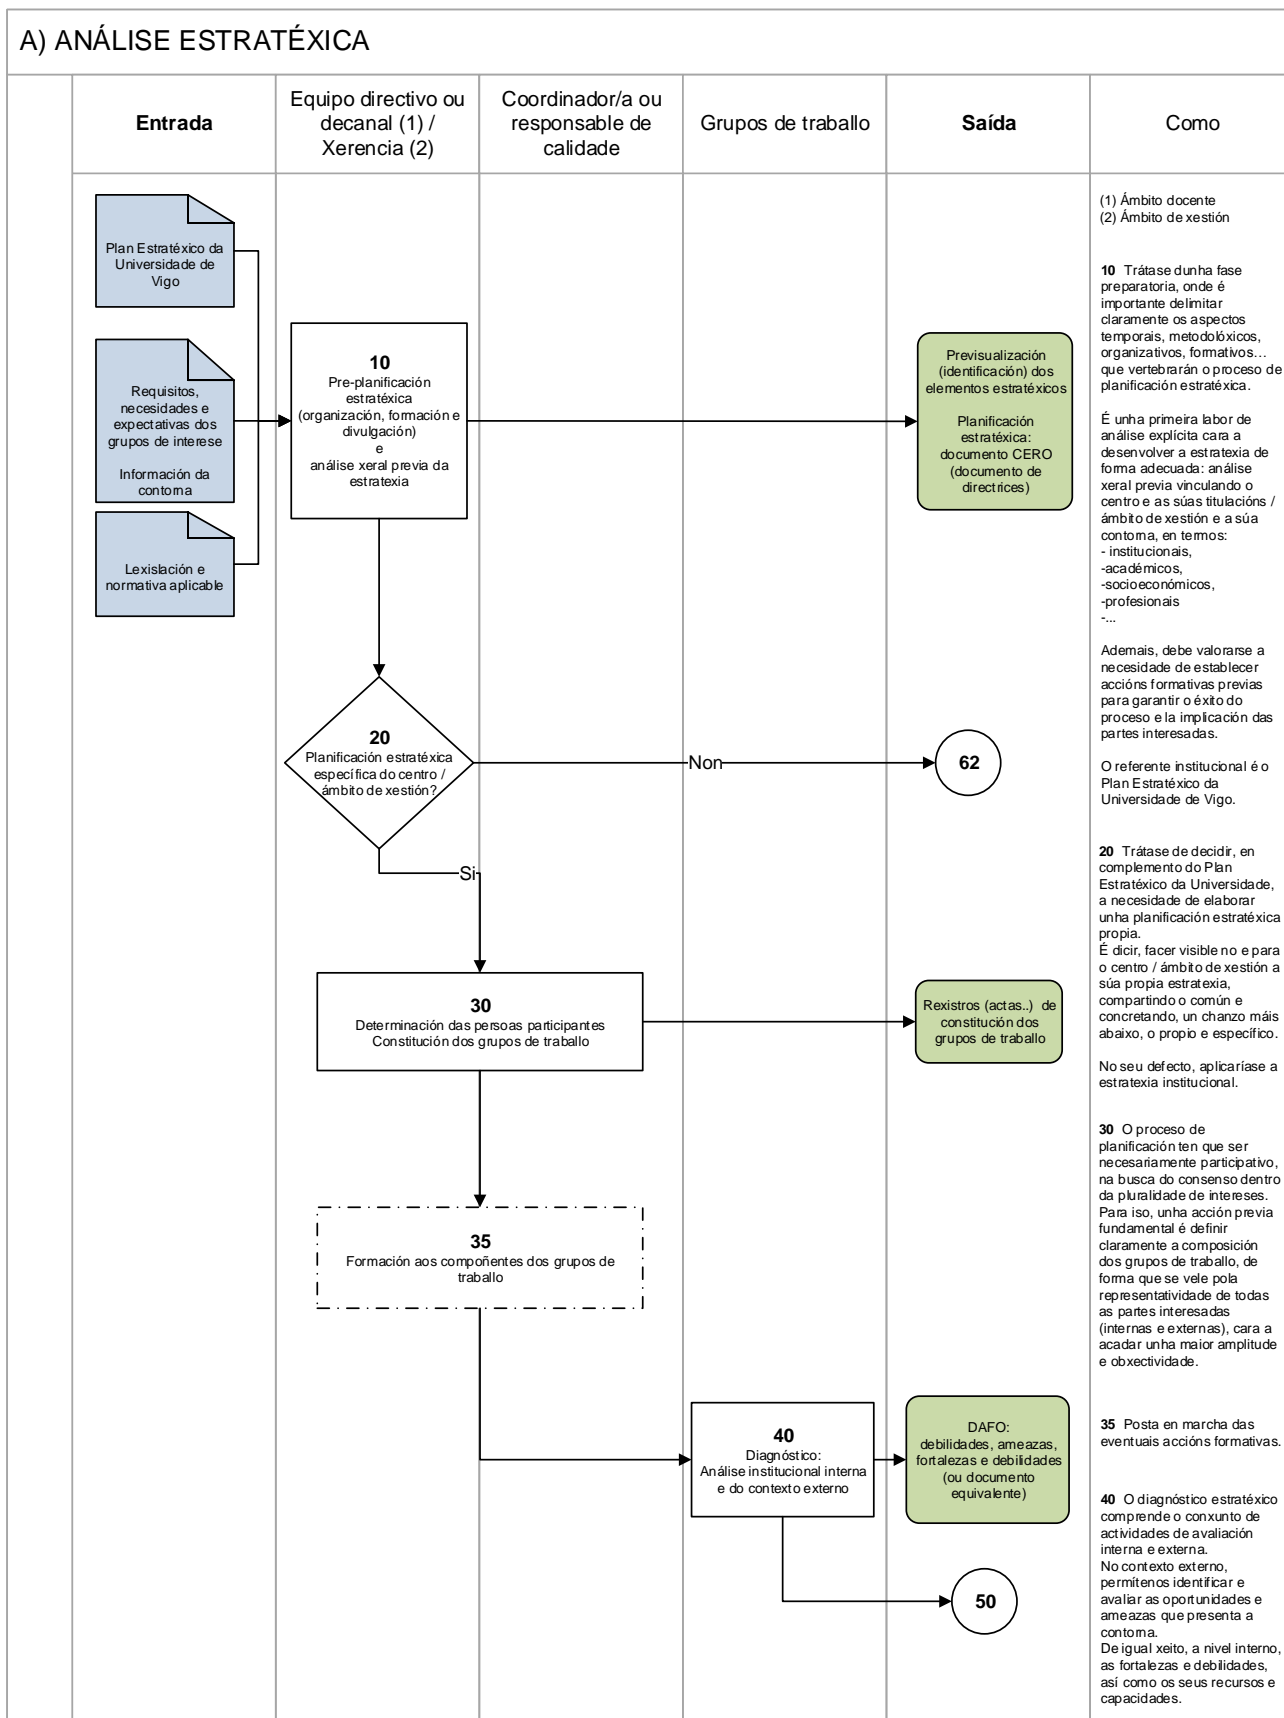 A) ANÁLISE ESTRATÉXICA
Entrada
Equipo directivo ou
decanal (1) /
Xerencia (2)
Coordinador/a ou
responsable de
calidade
Grupos de traballo
Saída
Como
Plan Estratéxico da
Universidade de
Vigo
Requisitos,
necesidades e
expectativas dos
grupos de interese
Información da
contorna
Lexislación e
normativa aplicable
10
Pre-planificación
estratéxica
(organización, formación e
divulgación)
e
análise xeral previa da
estratexia
Previsualización
(identificación) dos
elementos estratéxicos
Planificación
estratéxica:
documento CERO
(documento de
directrices)
20
Planificación estratéxica
específica do centro /
ámbito de xestión?
Non
62
Si
30
Determinación das persoas participantes
Constitución dos grupos de traballo
Rexistros (actas..) de
constitución dos
grupos de traballo
35
Formación aos compoñentes dos grupos de
traballo
40
Diagnóstico:
Análise institucional interna
e do contexto externo
DAFO:
debilidades, ameazas,
fortalezas e debilidades
(ou documento
equivalente)
50
(1) Ámbito docente
(2) Ámbito de xestión
10 Trátase dunha fase
preparatoria, onde é
importante delimitar
claramente os aspectos
temporais, metodolóxicos,
organizativos, formativos…
que vertebrarán o proceso de
planificación estratéxica.
É unha primeira labor de
análise explícita cara a
desenvolver a estratexia de
forma adecuada: análise
xeral previa vinculando o
centro e as súas titulacións /
ámbito de xestión e a súa
contorna, en termos:
- institucionais,
-académicos,
-socioeconómicos,
-profesionais
-...
Ademais, debe valorarse a
necesidade de establecer
accións formativas previas
para garantir o éxito do
proceso e la implicación das
partes interesadas.
O referente institucional é o
Plan Estratéxico da
Universidade de Vigo.
20 Trátase de decidir, en
complemento do Plan
Estratéxico da Universidade,
a necesidade de elaborar
unha planificación estratéxica
propia.
É dicir, facer visible no e para
o centro / ámbito de xestión a
súa propia estratexia,
compartindo o común e
concretando, un chanzo máis
abaixo, o propio e específico.
No seu defecto, aplicaríase a
estratexia institucional.
30 O proceso de
planificación ten que ser
necesariamente participativo,
na busca do consenso dentro
da pluralidade de intereses.
Para iso, unha acción previa
fundamental é definir
claramente a composición
dos grupos de traballo, de
forma que se vele pola
representatividade de todas
as partes interesadas
(internas e externas), cara a
acadar unha maior amplitude
e obxectividade.
35 Posta en marcha das
eventuais accións formativas.
40 O diagnóstico estratéxico
comprende o conxunto de
actividades de avaliación
interna e externa.
No contexto externo,
permítenos identificar e
avaliar as oportunidades e
ameazas que presenta a
contorna.
De igual xeito, a nivel interno,
as fortalezas e debilidades,
así como os seus recursos e
capacidades.